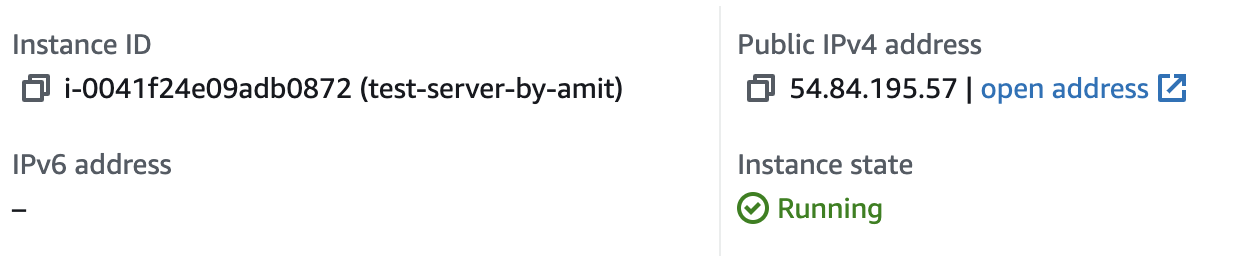 Instance ID
i-0041f24e09adb0872 (test-server-by-amit)
IPv6 address
–
Public IPv4 address
54.84.195.57 | open address
Instance state
Running